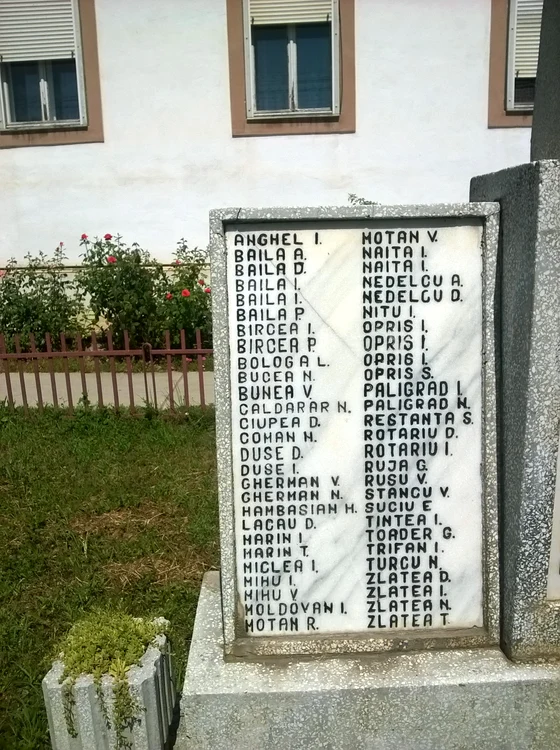 ANGHEL I.
BAILA A.
BAILA D.
BAILA I.
BAILA I.
BAILA P.
BIRCEA I.
BIRCEA P.
BOLOGA L.
BUCER N.
BUNEA V.
CALDARAR N.
CIUPEA D.
COMAN N.
DUSE D.
DUSE I.
GHERMAN V.
GHERMAN N.
HAMBASIAN H.
LACAU D.
MARIN I.
MARIN T.
MICLEA I.
MIHU I.
MIHU V
MOLDOVAN I.
MOTAN R.
MOTAN V.
NAITA I.
NAITA I.
NEDELCU A.
NEDELCU D.
NITU I.
OPRIS I.
OPRIS I.
OPRIS I.
OPRIS S.
PALIGRAD I.
PALIGRAD N.
RESTANTA S.
ROTARIU D.
ROTARIU I.
RUJA G.
RUSU V.
STANCU V.
SUCIU E
TINTEA I.
TOADER G.
TRIFAN I.
TURCU N.
ZLATEA D.
ZLATEA I.
ZLATEA N.
ZLATEA T.